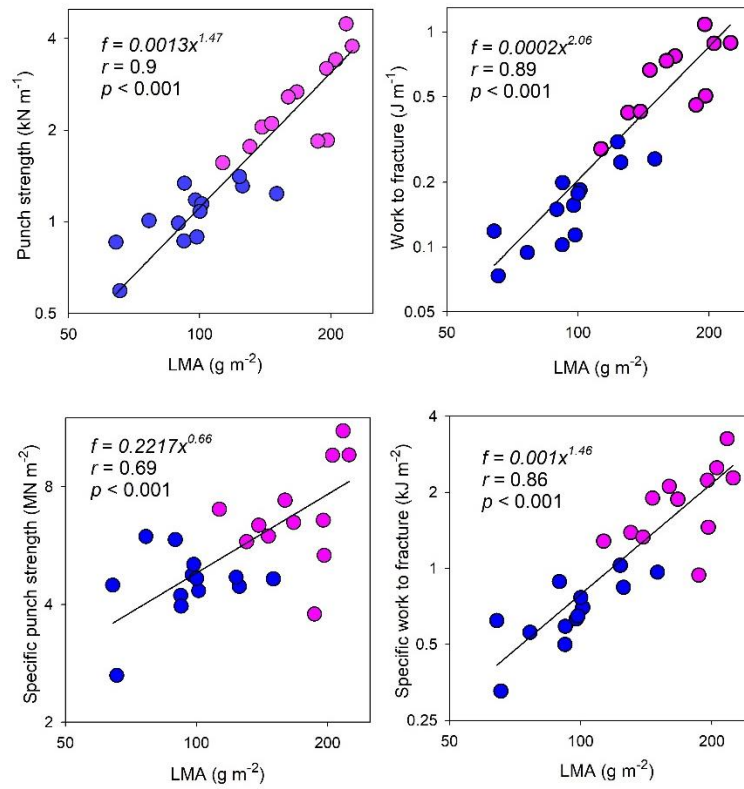 f = 0.0013x^1.47
r = 0.9
p < 0.001
Punch strength (kN m⁻²)
4
2
1
0.5
50
100
200
LMA (g m⁻²)
f = 0.0002x^2.06
r = 0.89
p < 0.001
Work to fracture (J m⁻¹)
1
0.5
0.2
0.1
0.05
50
100
200
LMA (g m⁻²)
f = 0.2217x^0.66
r = 0.69
p < 0.001
Specific punch strength (MN m⁻²)
8
4
2
50
100
200
LMA (g m⁻²)
f = 0.001x^1.46
r = 0.86
p < 0.001
Specific work to fracture (kJ m⁻²)
4
2
1
0.5
0.25
50
100
200
LMA (g m⁻²)